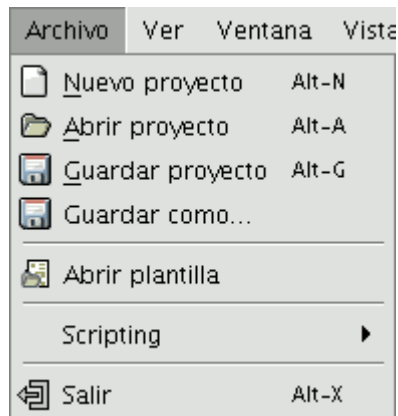 Archivo Ver Ventana Vista
Nuevo proyecto Alt-N
Abrir proyecto Alt-A
Guardar proyecto Alt-G
Guardar como...
Abrir plantilla
Scripting
Salir Alt-X